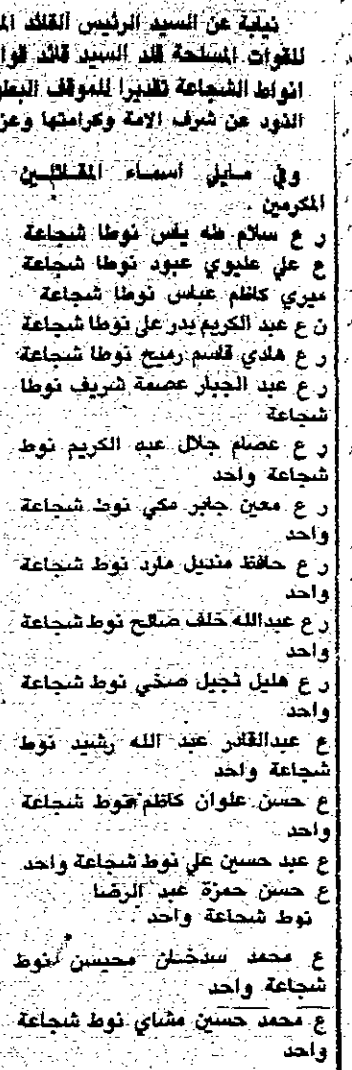 نيابة عن السيد الرئيس القائد
للقوات المسلحة قلد السيد قائد
انواط الشجاعة تقديرا للموقف
الذود عن شرف الامة وكرامتها
وفي مايلي أسماء المقاتلين
المكرمين .
ر ع سلام طه يلس نوطا شجاعة
ع علي عليوي عبود نوطا شجاعة
ميري كاظم عباس نوطا شجاعة
ن ع عبد الكريم بدر علي نوطا شجاعة
ر ع هادي قاسم رميح نوطا شجاعة
ر ع عبد الجبار عصمة شريف نوطا
شجاعة
ر ع عصام جلال عبد الكريم نوط
شجاعة واحد
ر ع معين جابر مكي نوط شجاعة
واحد
ر ع حافظ منديل مارد نوط شجاعة
واحد
ر ع عبدالله خلف صالح نوط شجاعة
واحد
ر ع هليل ثجيل صخي نوط شجاعة
واحد
ع عبدالقادر عبد الله رشيد نوط
شجاعة واحد
ع حسن علوان كاظم نوط شجاعة
واحد
ع عبد حسين علي نوط شجاعة واحد
ع حسن حمزة عبد الرضا
نوط شجاعة واحد .
ع محمد سدخان محيسن نوط
شجاعة واحد
ع محمد حسين مشاي نوط شجاعة
واحد